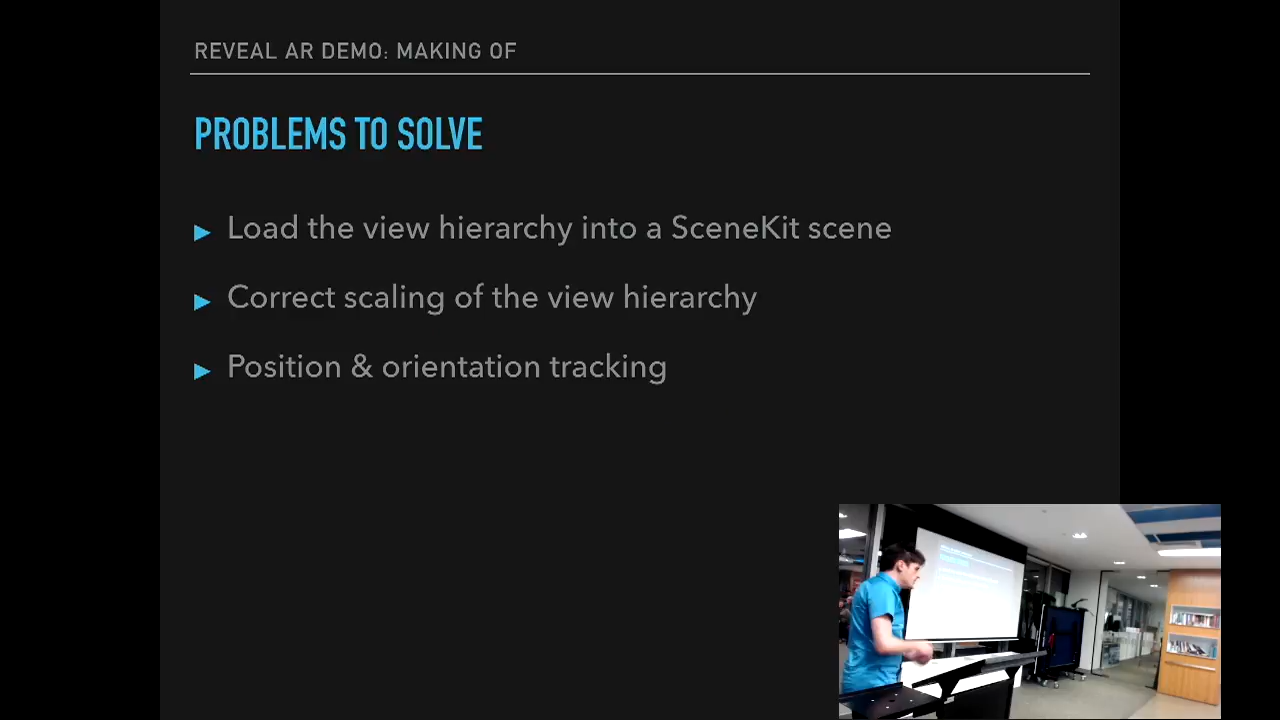 REVEAL AR DEMO: MAKING OF
PROBLEMS TO SOLVE
▶ Load the view hierarchy into a SceneKit scene
▶ Correct scaling of the view hierarchy
▶ Position & orientation tracking